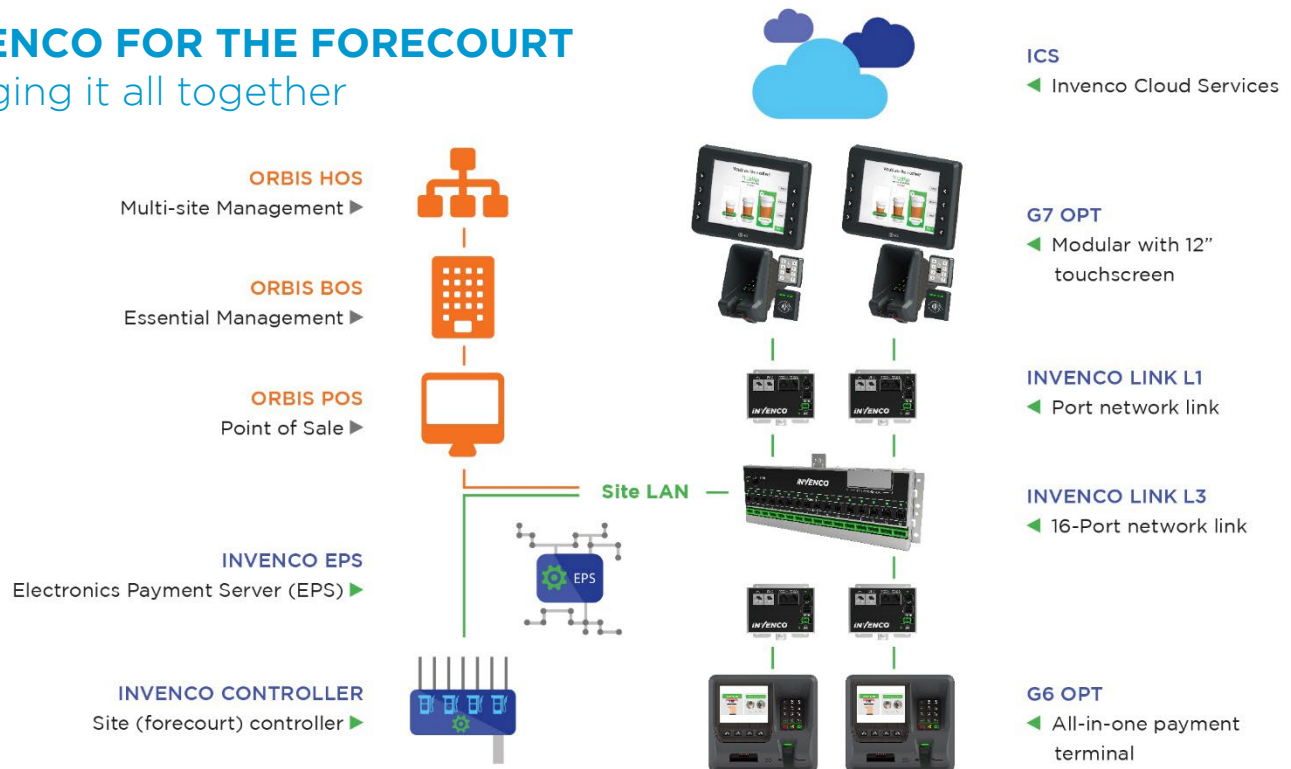 ENCO FOR THE FORECOURT
ging it all together
ICS
Invenco Cloud Services
ORBIS HOS
Multi-site Management
G7 OPT
Modular with 12”
touchscreen
ORBIS BOS
Essential Management
ORBIS POS
Point of Sale
INVENCO LINK L1
Port network link
INVENCO
INVENCO
INVENCO
Site LAN
INVENCO LINK L3
16-Port network link
INVENCO EPS
Electronics Payment Server (EPS)
EPS
INVENCO
INVENCO
INVENCO CONTROLLER
Site (forecourt) controller
G6 OPT
All-in-one payment
terminal